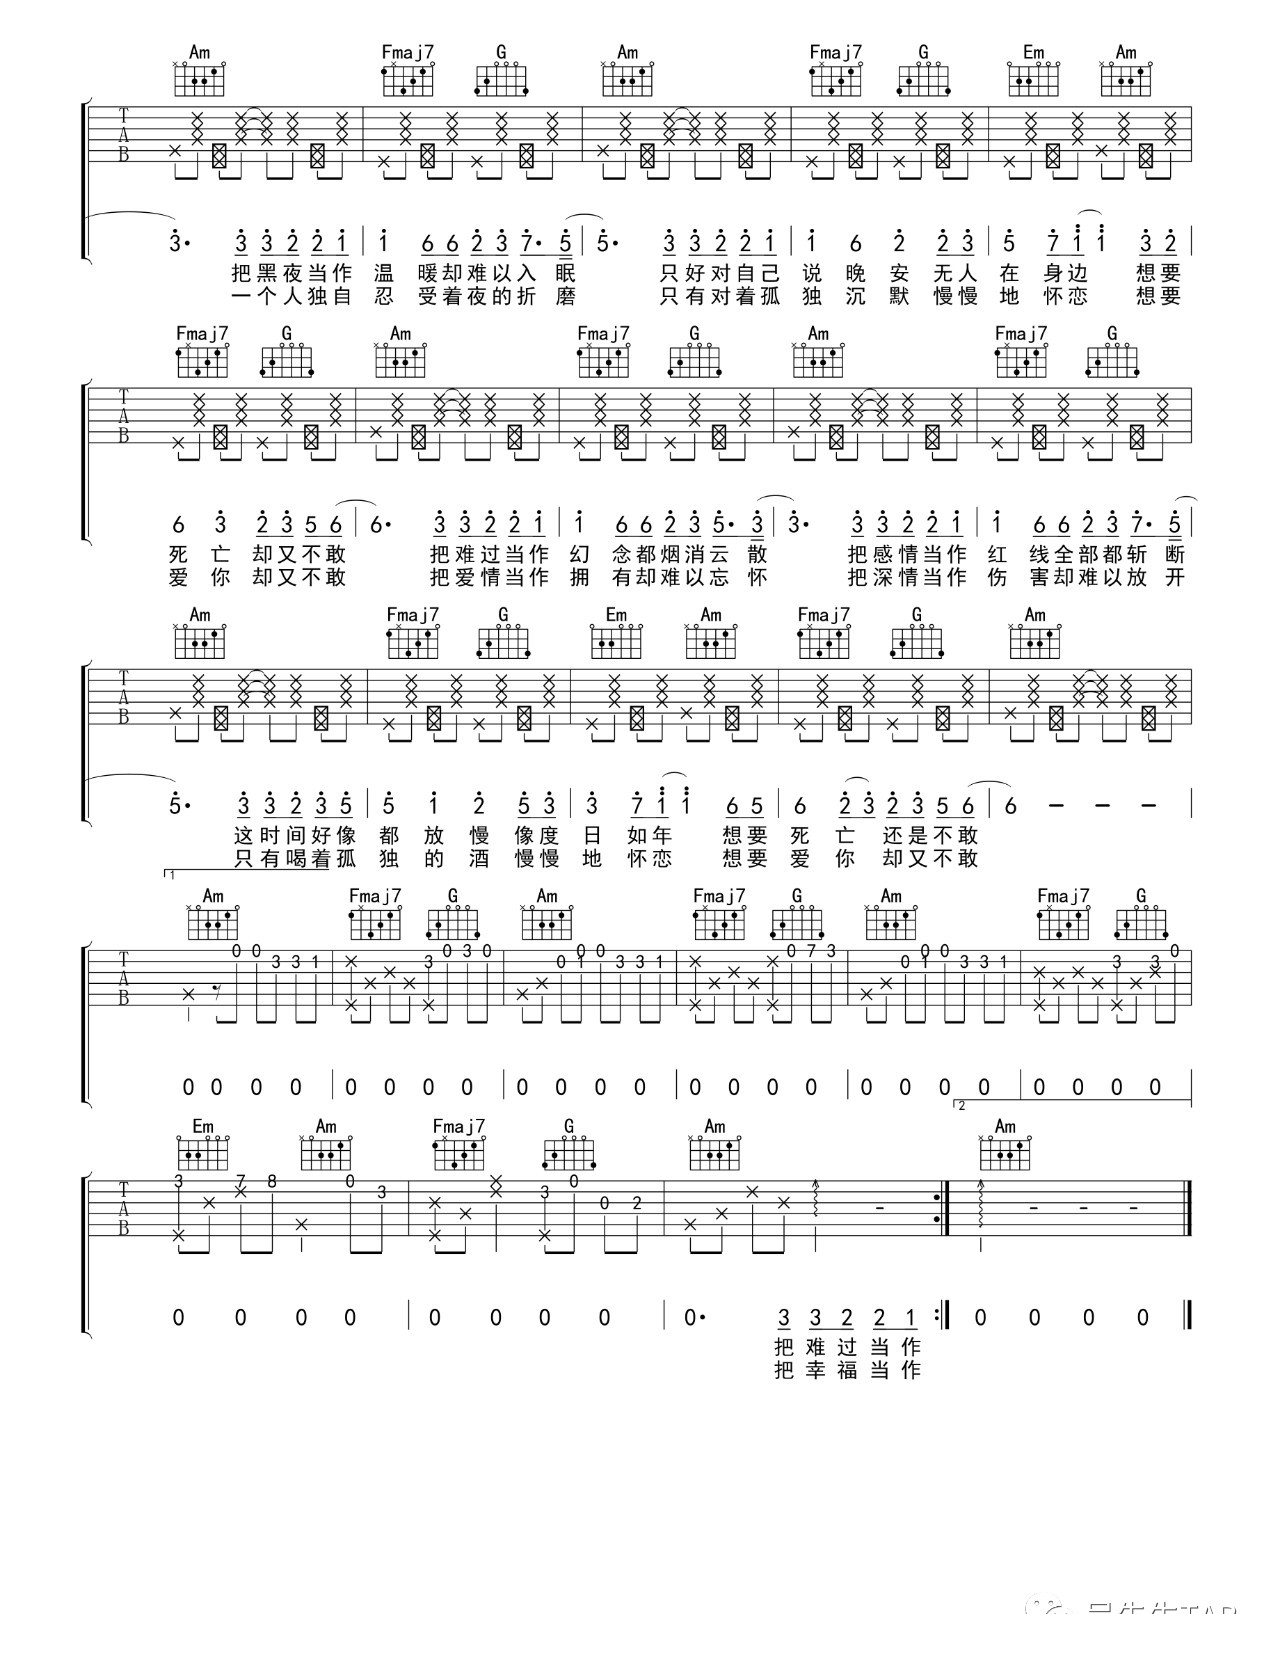 Am Fmaj7 G Am Fmaj7 G Em Am
3· 3 3 2 2 1 1 6 6 2 3 7· 5 5· 3 3 2 2 1 1 6 2 2 3 5 7 1 1 3 2
把黑夜当作 温 暖却难以入 眠 只好对自己 说 晚 安 无人 在 身边 想要
一个人独自 忍 受着夜的折 磨 只有对着孤 独 沉 默 慢慢 地 怀恋 想要
Fmaj7 G Am Fmaj7 G Am Fmaj7 G
6 3 2 3 5 6 6· 3 3 2 2 1 1 6 6 2 3 5· 3 3· 3 3 2 2 1 1 6 6 2 3 7· 5
死 亡 却又不敢 把难过当作 幻 念都烟消云 散 把感情当作 红 线全部都斩 断
爱 你 却又不敢 把爱情当作 拥 有却难以忘 怀 把深情当作 伤 害却难以放 开
Am Fmaj7 G Em Am Fmaj7 G Am
5· 3 3 2 3 5 5 1 2 5 3 3 7 1 1 6 5 6 2 3 2 3 5 6 6 - - -
这时间好像 都 放 慢 像度 日 如年 想要 死 亡 还是不敢
只有喝着孤 独 的 酒 慢慢 地 怀恋 想要 爱 你 却又不敢
1
Am Fmaj7 G Am Fmaj7 G Am Fmaj7 G
0 0 3 3 1 3 0 3 0 0 1 0 0 3 3 1 0 7 3 0 1 0 0 3 3 1 3 3 0
0 0 0 0 0 0 0 0 0 0 0 0 0 0 0 0 0 0 0 0 0 0 0 0
2
Em Am Fmaj7 G Am Am
3 7 8 0 3 3 0 0 2 - - - -
0 0 0 0 0 0 0 0 0· 3 3 2 2 1 0 0 0 0
把难过当作
把幸福当作